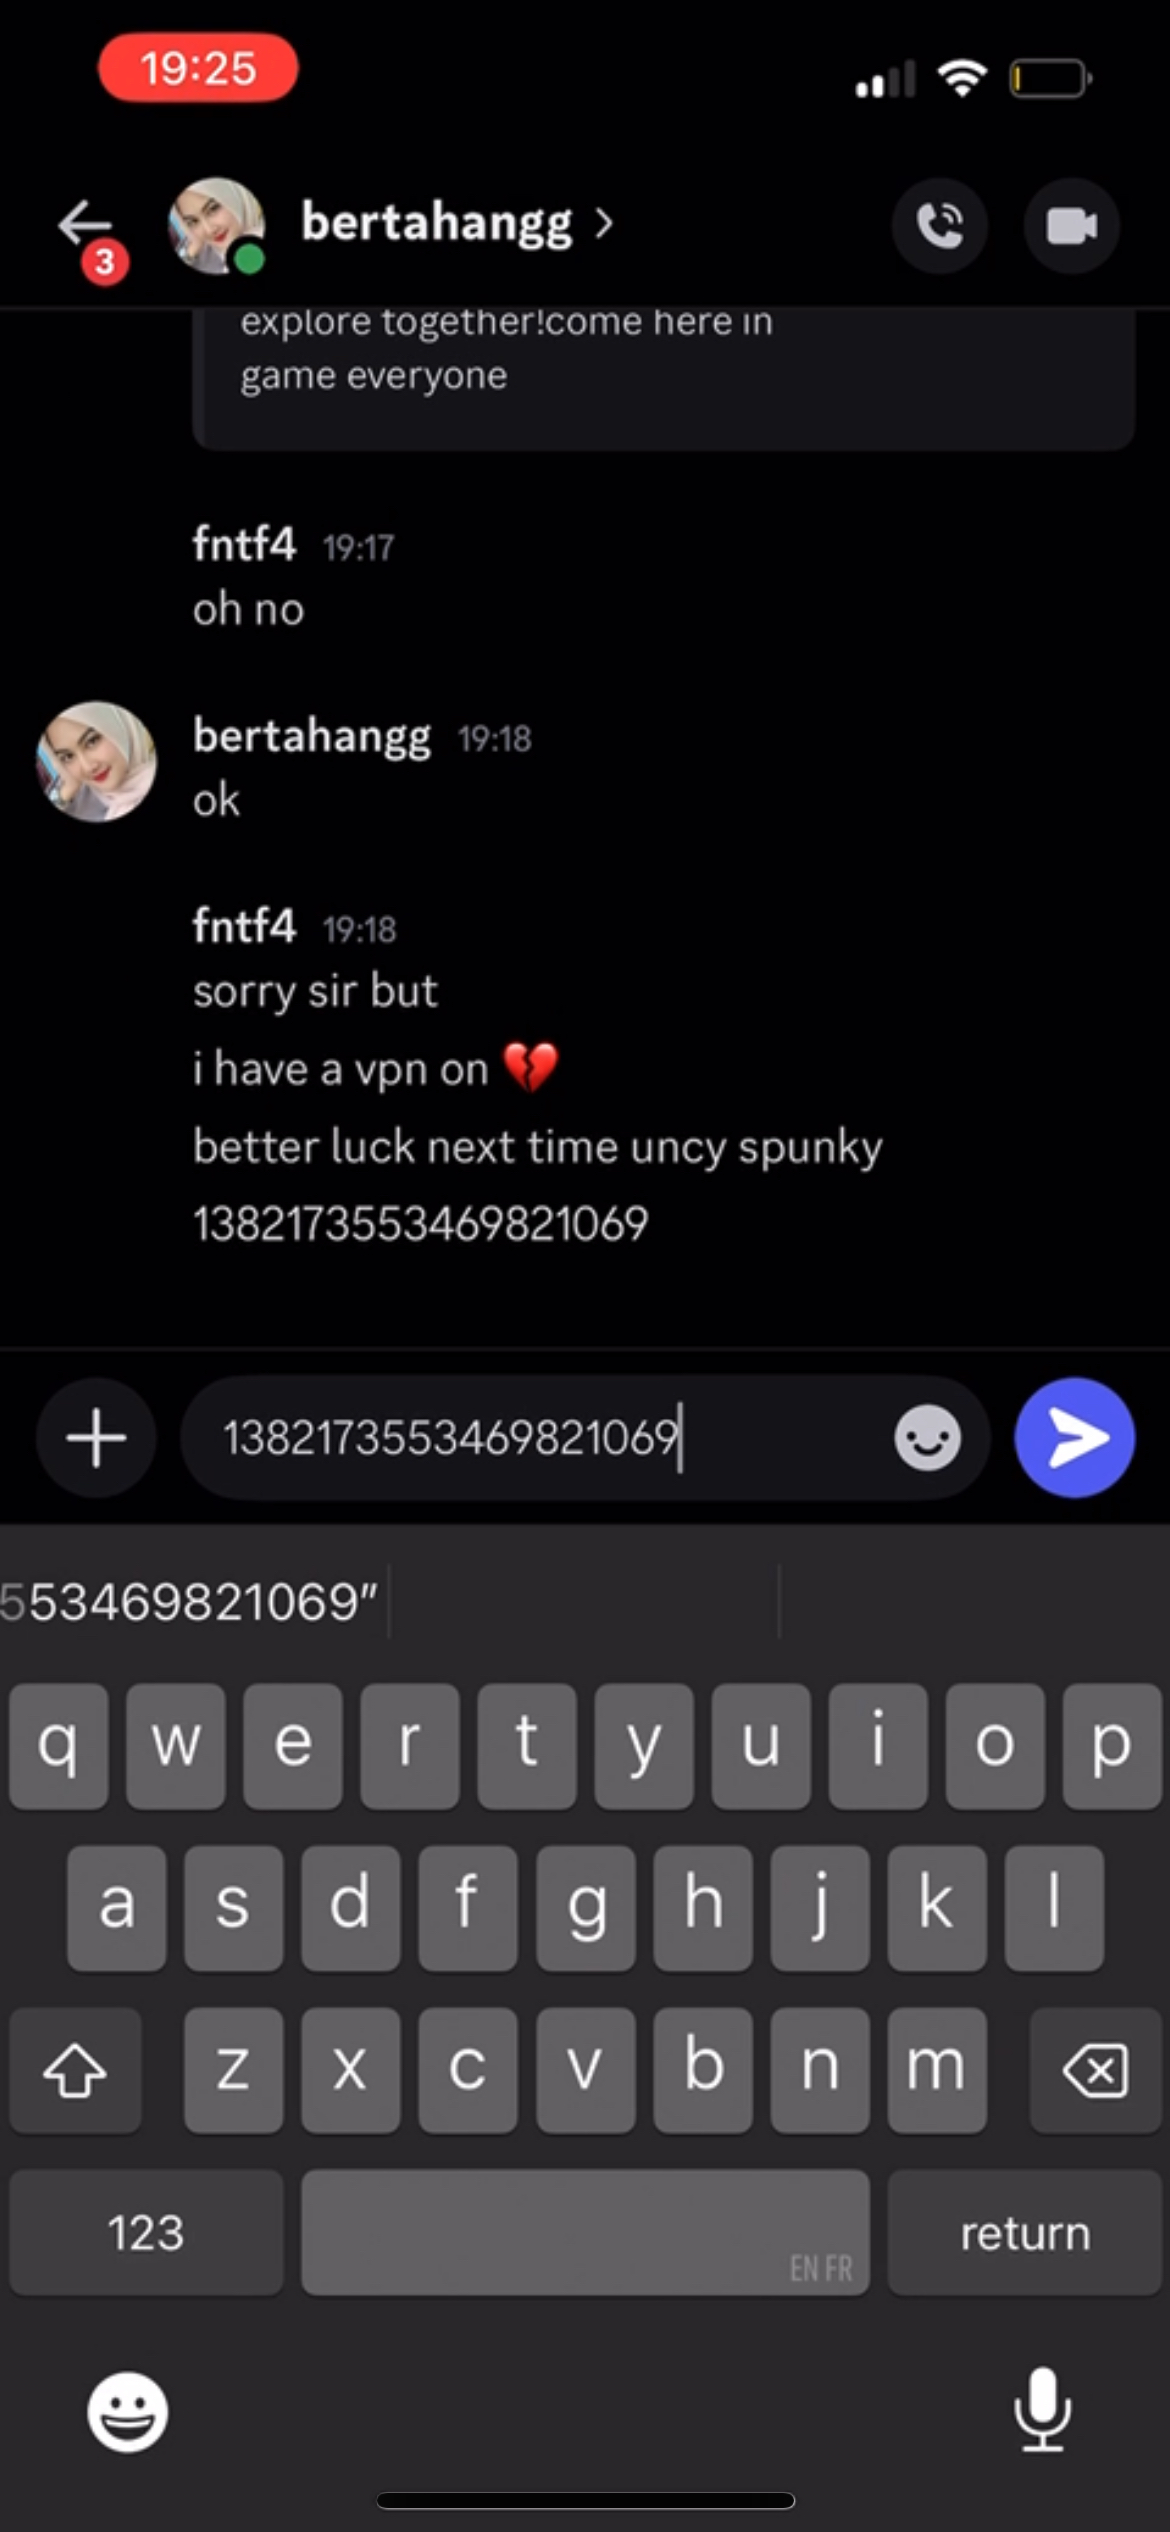 19:25
3
bertahangg
explore together!come here in
game everyone
fntf4 19:17
oh no
bertahangg 19:18
ok
fntf4 19:18
sorry sir but
i have a vpn on 💔
better luck next time uncy spunky
1382173553469821069
1382173553469821069
553469821069"
q w e r t y u i o p
a s d f g h j k l
z x c v b n m
123
EN FR
return